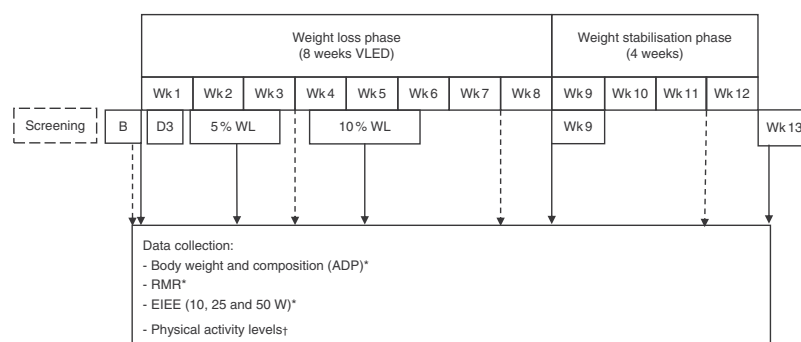 Weight loss phase
(8 weeks VLED)
Weight stabilisation phase
(4 weeks)
Wk 1
Wk 2
Wk 3
Wk 4
Wk 5
Wk 6
Wk 7
Wk 8
Wk 9
Wk 10
Wk 11
Wk 12
Screening
B
D3
5 % WL
10 % WL
Wk 9
Wk 13
Data collection:
- Body weight and composition (ADP)*
- RMR*
- EIEE (10, 25 and 50 W)*
- Physical activity levels†